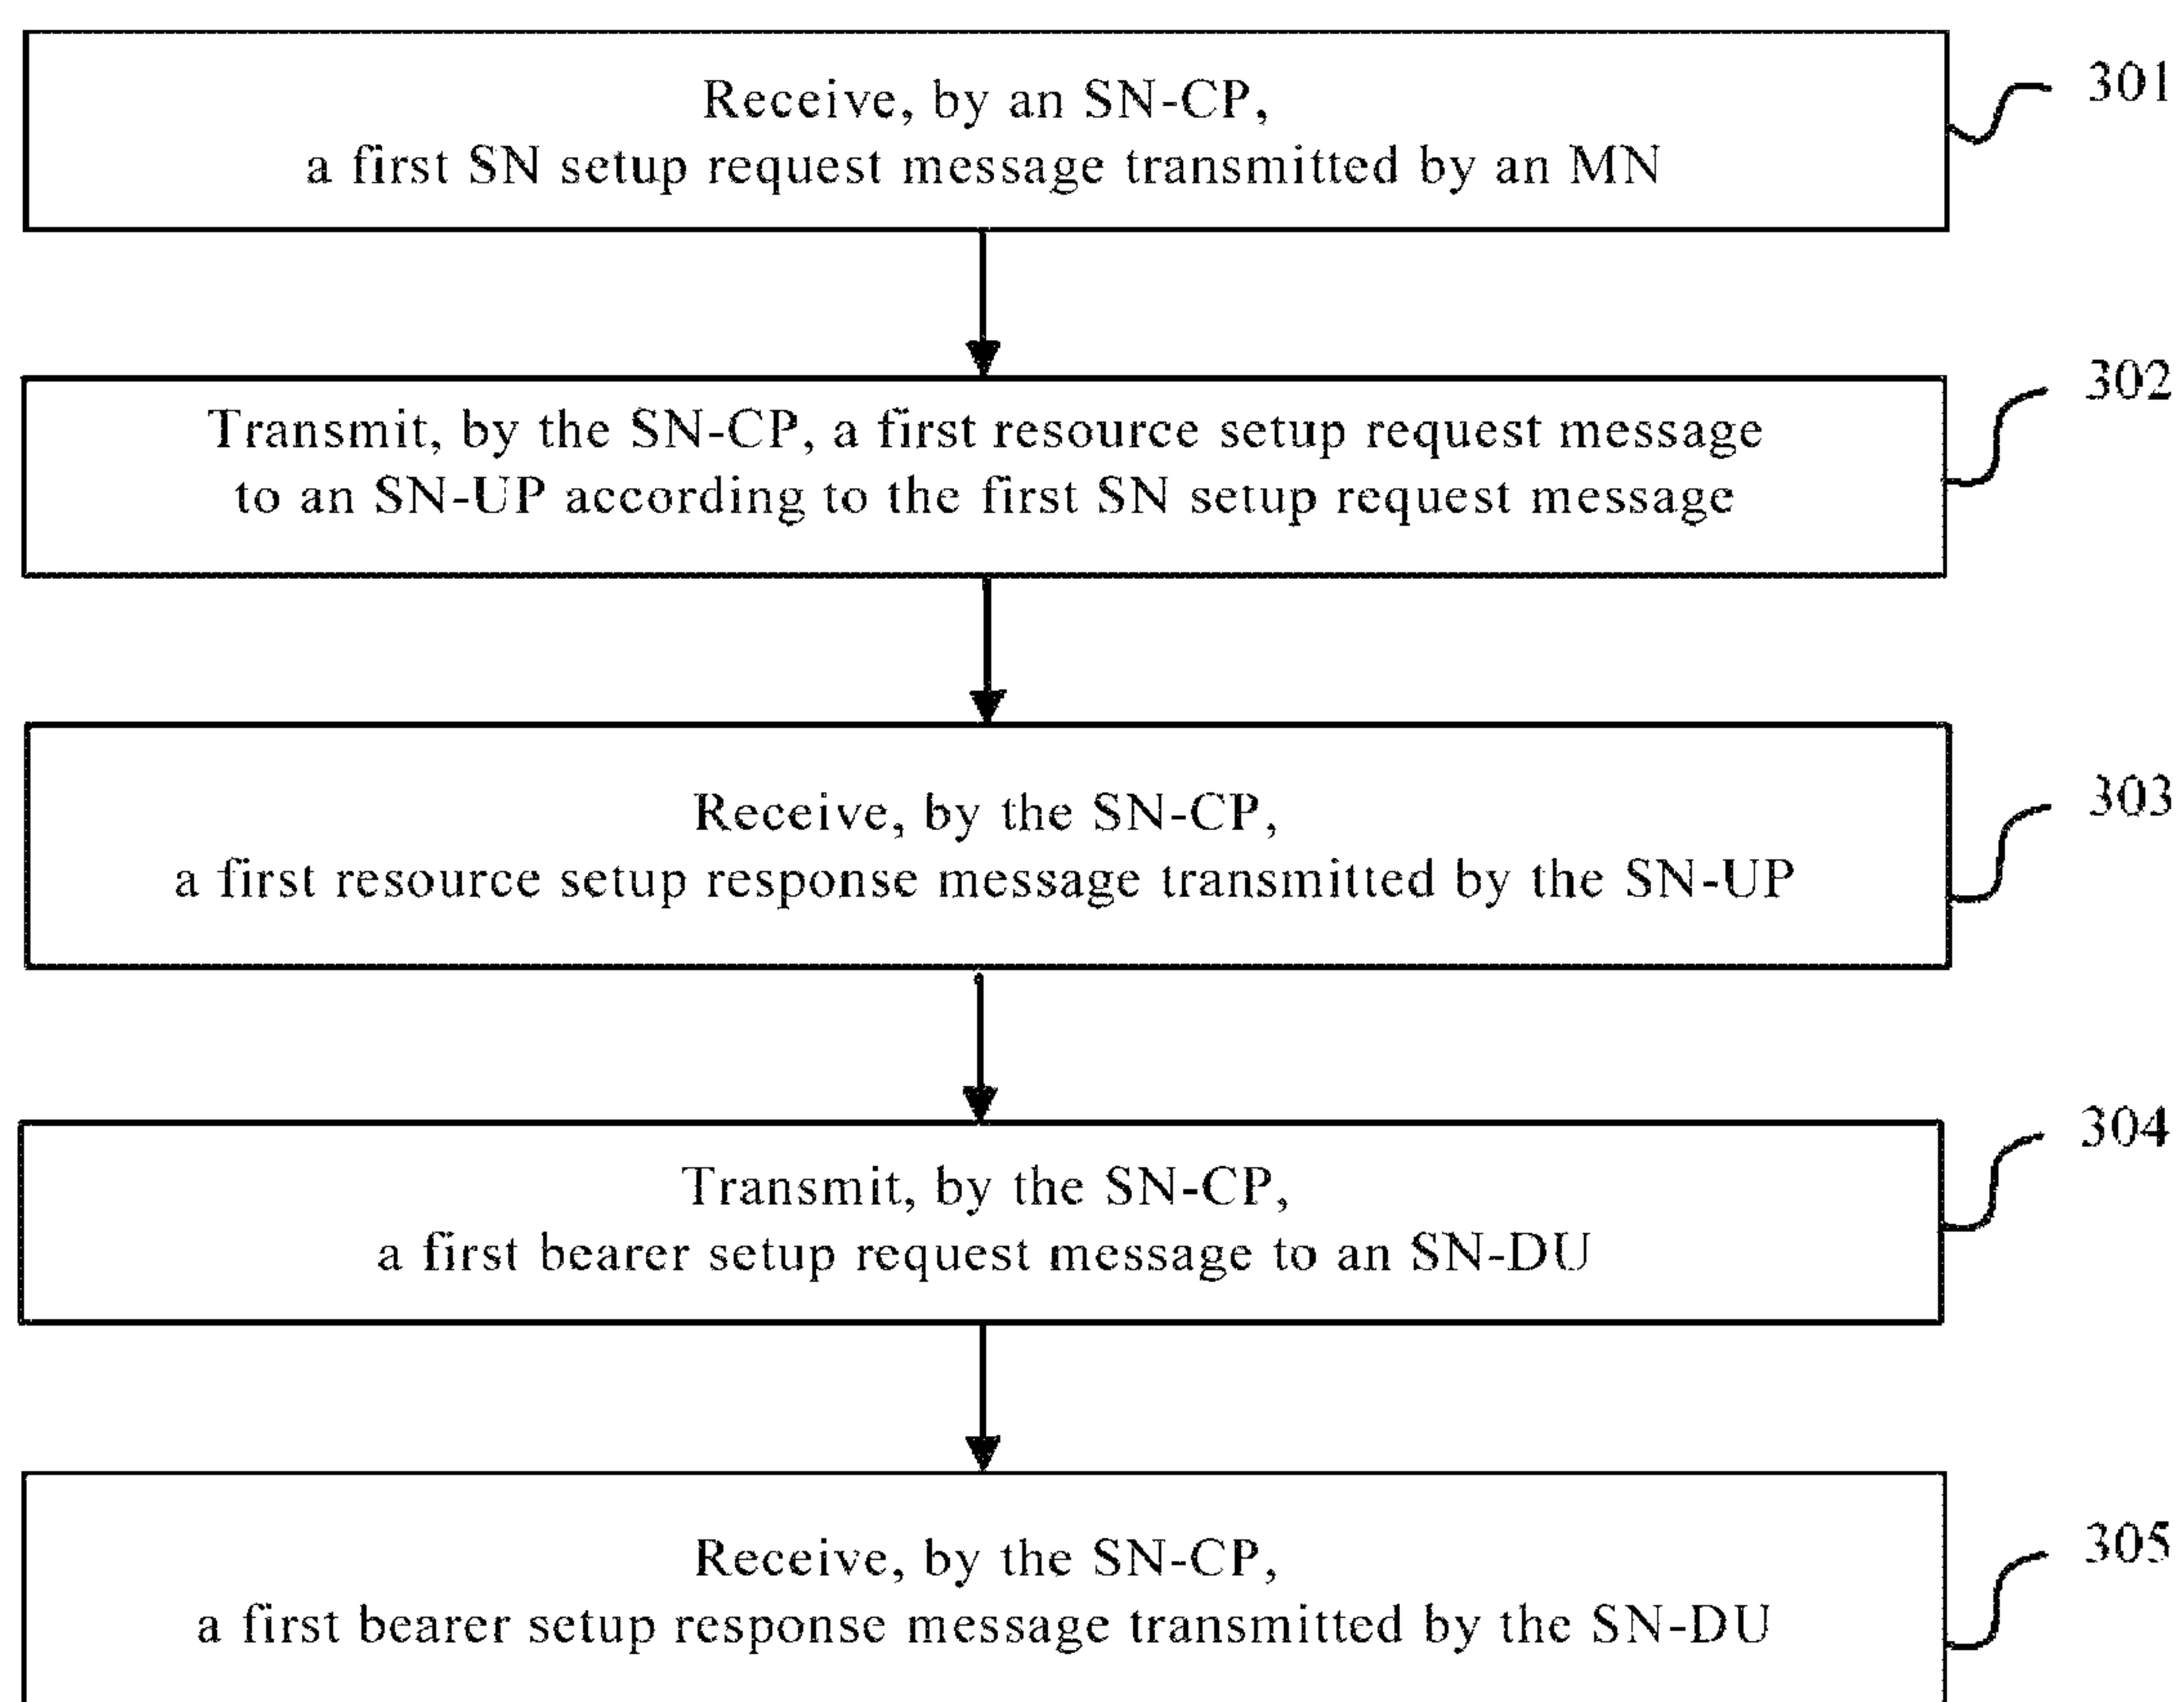 Receive, by an SN-CP,
a first SN setup request message transmitted by an MN
301
Transmit, by the SN-CP, a first resource setup request message
to an SN-UP according to the first SN setup request message
302
Receive, by the SN-CP,
a first resource setup response message transmitted by the SN-UP
303
Transmit, by the SN-CP,
a first bearer setup request message to an SN-DU
304
Receive, by the SN-CP,
a first bearer setup response message transmitted by the SN-DU
305